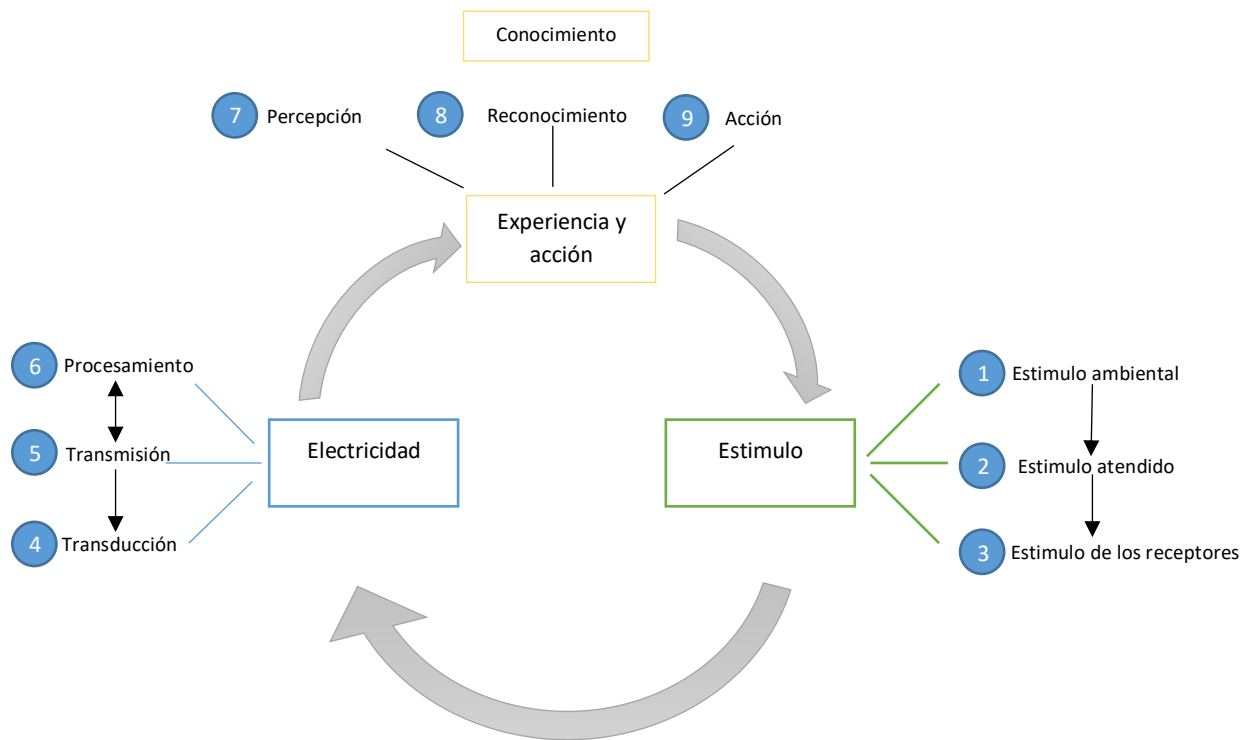 Conocimiento
7 Percepción
8 Reconocimiento
9 Acción
Experiencia y
acción
6 Procesamiento
5 Transmisión
4 Transducción
Electricidad
Estimulo
1 Estimulo ambiental
2 Estimulo atendido
3 Estimulo de los receptores